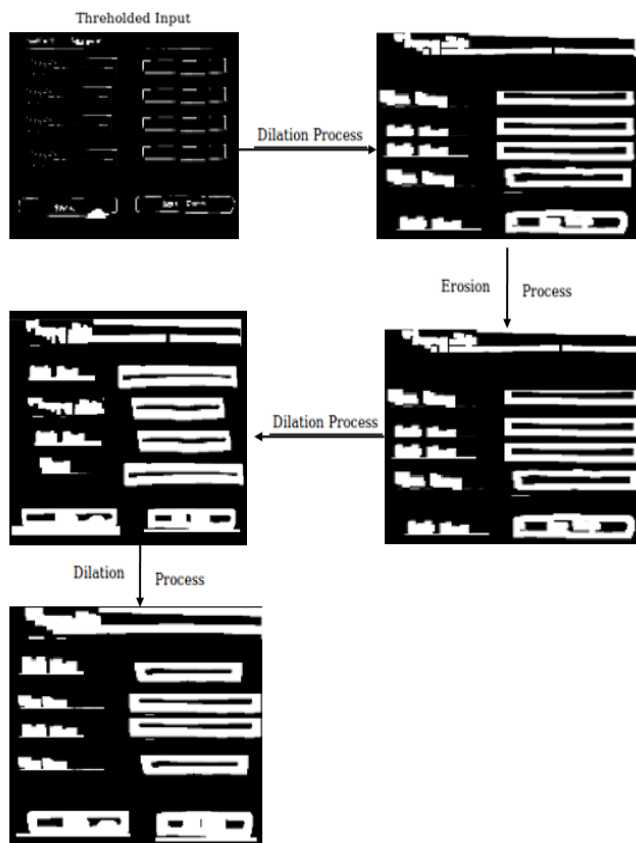 Threholded Input
Dilation Process
Erosion Process
Dilation Process
Dilation Process